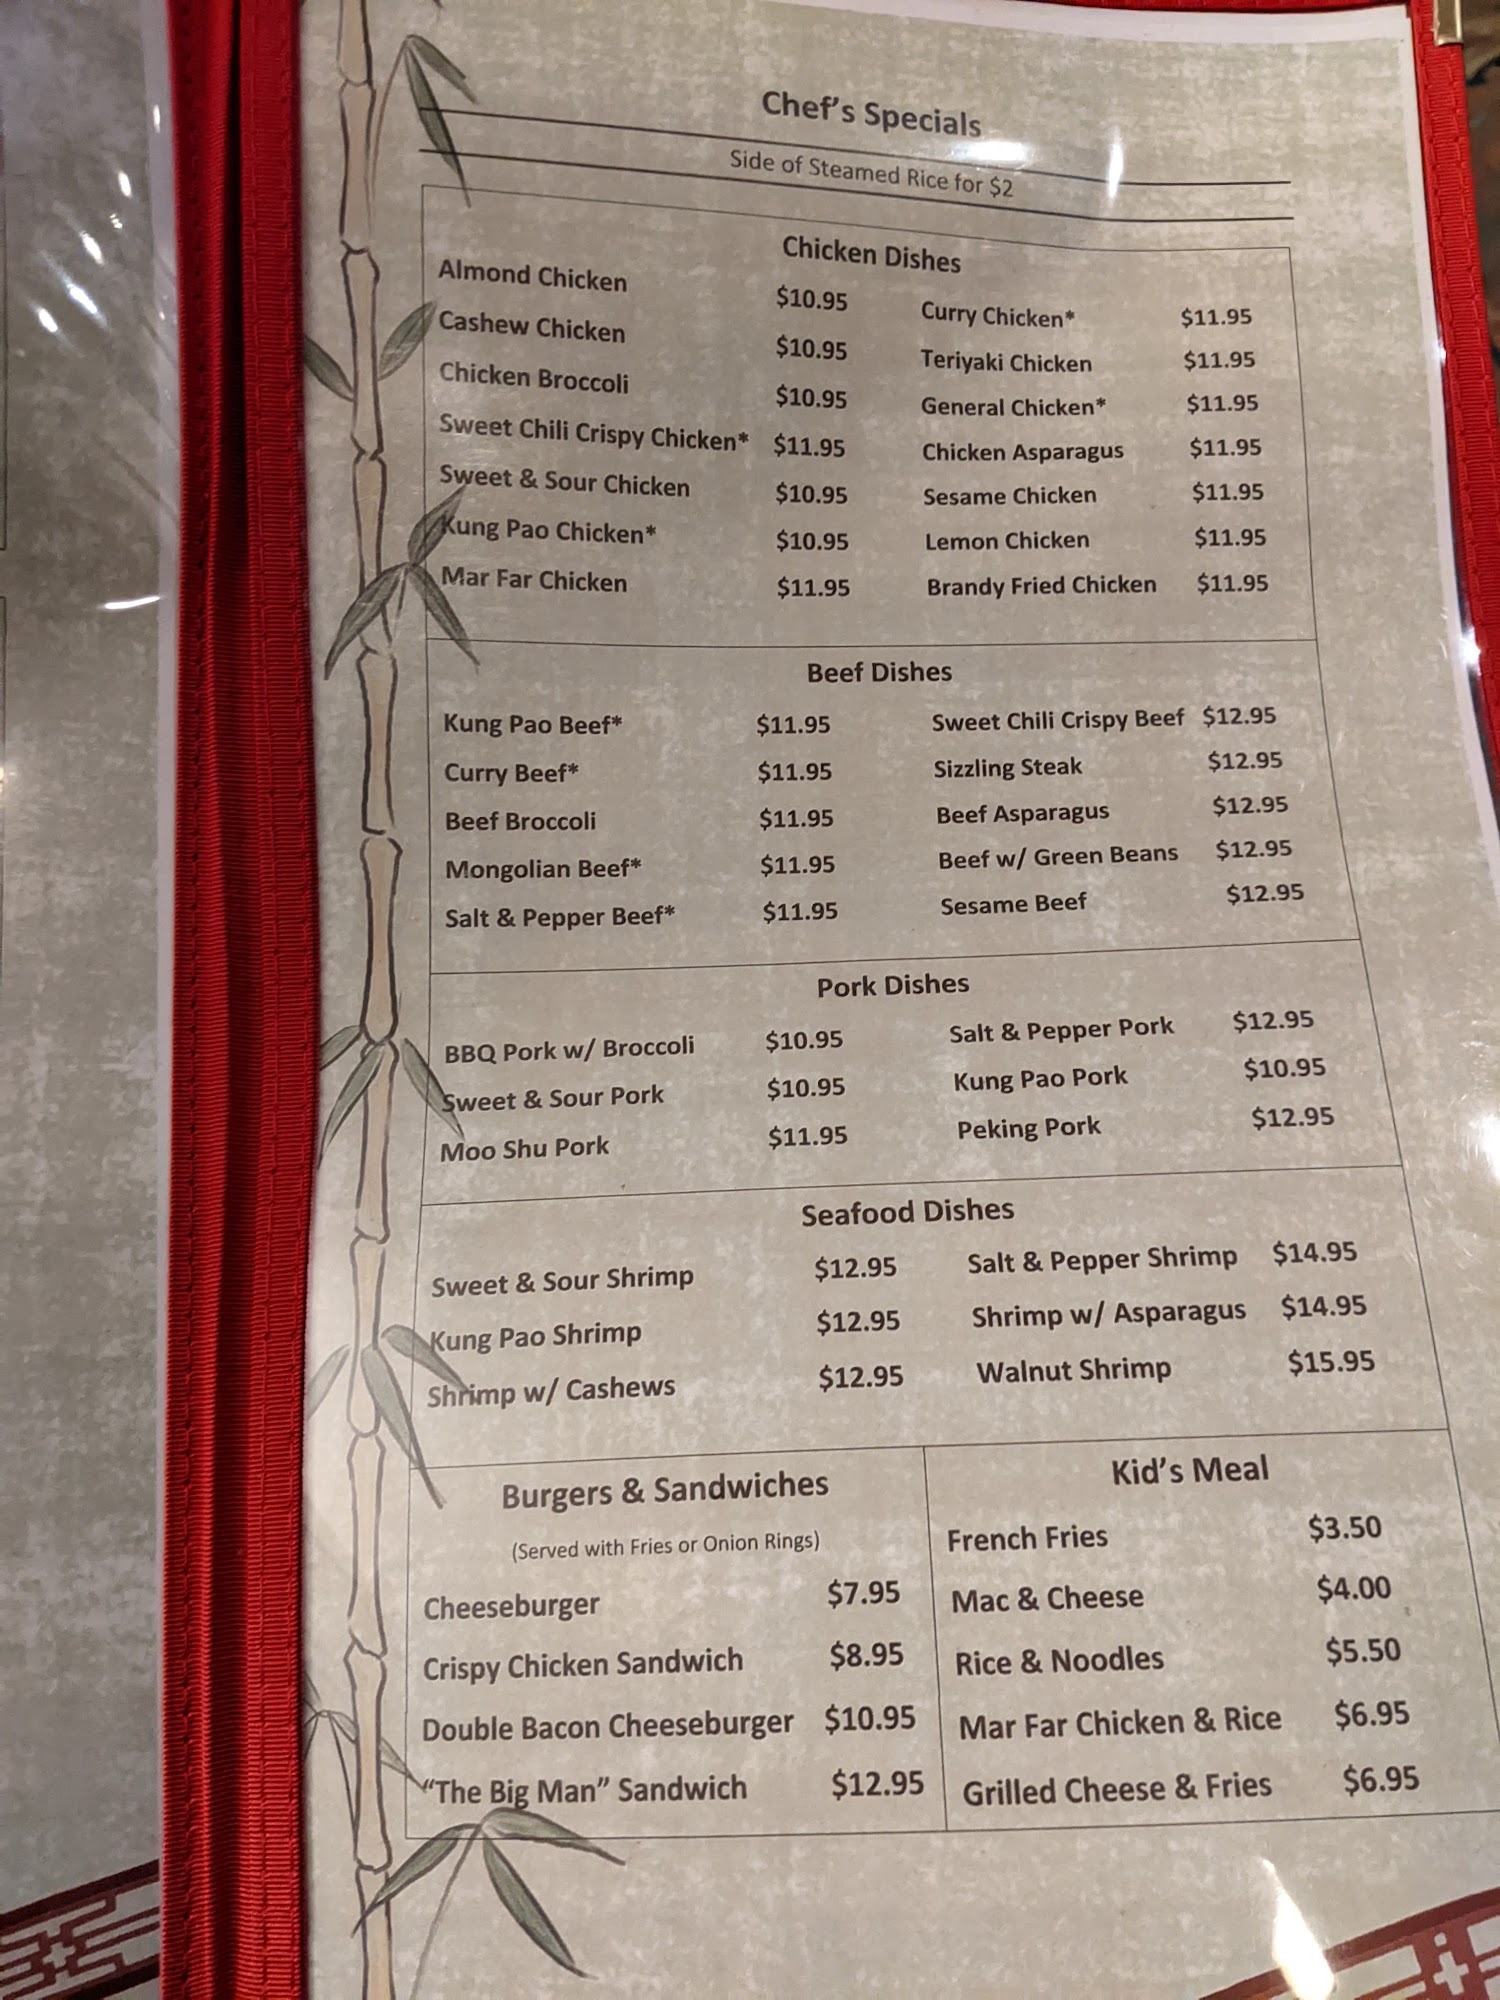 Chef's Specials
Side of Steamed Rice for $2
Chicken Dishes
Almond Chicken $10.95 Curry Chicken* $11.95
Cashew Chicken $10.95 Teriyaki Chicken $11.95
Chicken Broccoli $10.95 General Chicken* $11.95
Sweet Chili Crispy Chicken* $11.95 Chicken Asparagus $11.95
Sweet & Sour Chicken $10.95 Sesame Chicken $11.95
Kung Pao Chicken* $10.95 Lemon Chicken $11.95
Mar Far Chicken $11.95 Brandy Fried Chicken $11.95
Beef Dishes
Kung Pao Beef* $11.95 Sweet Chili Crispy Beef $12.95
Curry Beef* $11.95 Sizzling Steak $12.95
Beef Broccoli $11.95 Beef Asparagus $12.95
Mongolian Beef* $11.95 Beef w/ Green Beans $12.95
Salt & Pepper Beef* $11.95 Sesame Beef $12.95
Pork Dishes
BBQ Pork w/ Broccoli $10.95 Salt & Pepper Pork $12.95
Sweet & Sour Pork $10.95 Kung Pao Pork $10.95
Moo Shu Pork $11.95 Peking Pork $12.95
Seafood Dishes
Sweet & Sour Shrimp $12.95 Salt & Pepper Shrimp $14.95
Kung Pao Shrimp $12.95 Shrimp w/ Asparagus $14.95
Shrimp w/ Cashews $12.95 Walnut Shrimp $15.95
Burgers & Sandwiches
(Served with Fries or Onion Rings)
Cheeseburger $7.95
Crispy Chicken Sandwich $8.95
Double Bacon Cheeseburger $10.95
"The Big Man" Sandwich $12.95
Kid's Meal
French Fries $3.50
Mac & Cheese $4.00
Rice & Noodles $5.50
Mar Far Chicken & Rice $6.95
Grilled Cheese & Fries $6.95